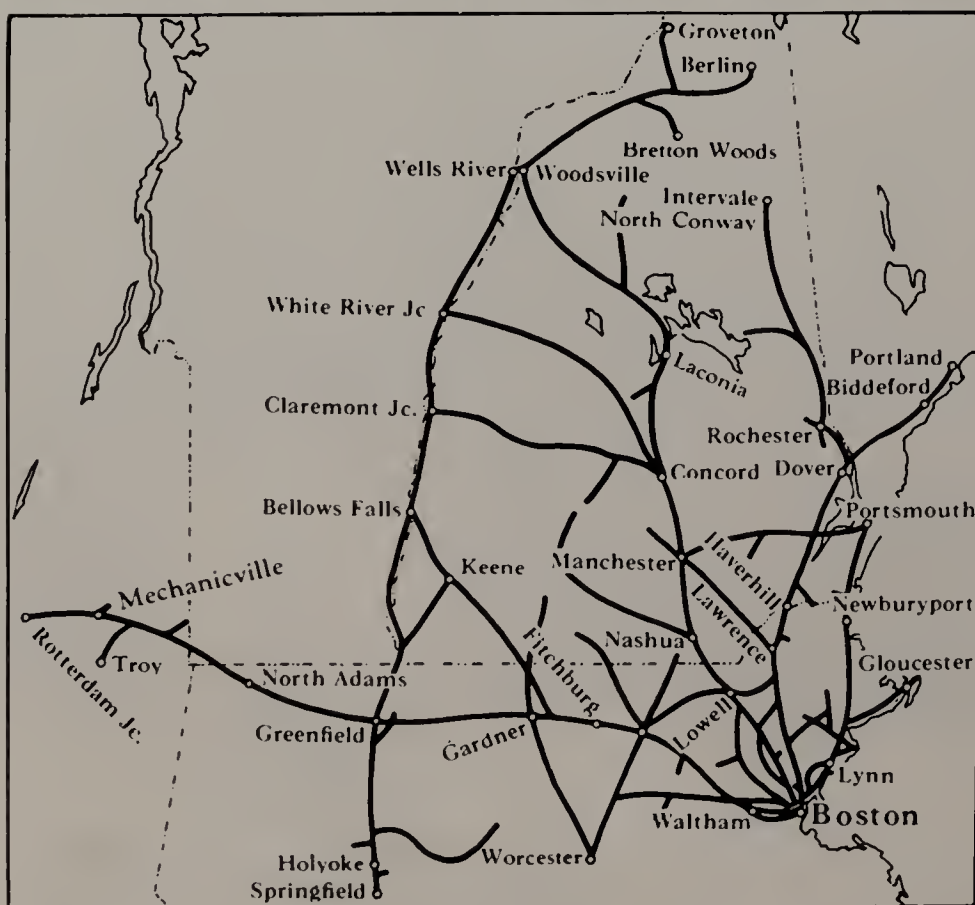 Groveton
Berlin
Bretton Woods
Wells River
Woodsville
Intervale
North Conway
White River Jc
Laconia
Portland
Biddeford
Claremont Jc.
Rochester
Concord
Dover
Bellows Falls
Portsmouth
Manchester
Haverhill
Keene
Mechanicville
Lawrence
Newburyport
Nashua
Rotterdam Jc.
Troy
North Adams
Fitchburg
Gloucester
Greenfield
Gardner
Lowell
Lynn
Waltham
Boston
Holyoke
Worcester
Springfield